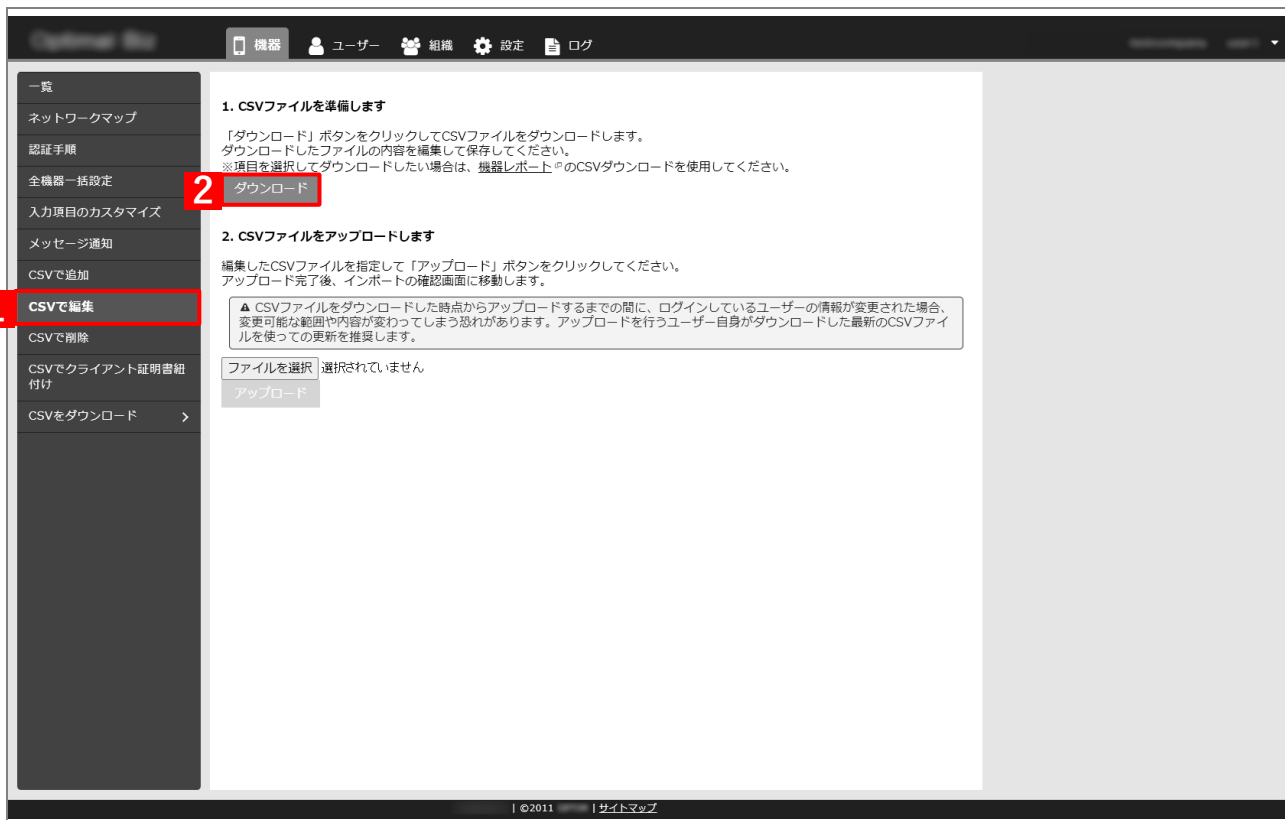 機器 ユーザー 組織 設定 ログ
一覧
ネットワークマップ
認証手順
全機器一括設定
入力項目のカスタマイズ
メッセージ通知
CSVで追加
CSVで編集
CSVで削除
CSVでクライアント証明書紐
付け
CSVをダウンロード
1. CSVファイルを準備します
「ダウンロード」ボタンをクリックしてCSVファイルをダウンロードします。
ダウンロードしたファイルの内容を編集して保存してください。
※項目を選択してダウンロードしたい場合は、機器レポートのCSVダウンロードを使用してください。
2 ダウンロード
2. CSVファイルをアップロードします
編集したCSVファイルを指定して「アップロード」ボタンをクリックしてください。
アップロード完了後、インポートの確認画面に移動します。
CSVファイルをダウンロードした時点からアップロードするまでの間に、ログインしているユーザーの情報が変更された場合、
変更可能な範囲や内容が変わってしまう恐れがあります。アップロードを行うユーザー自身がダウンロードした最新のCSVファイ
ルを使っての更新を推奨します。
ファイルを選択 選択されていません
アップロード
| ©2011 | サイトマップ